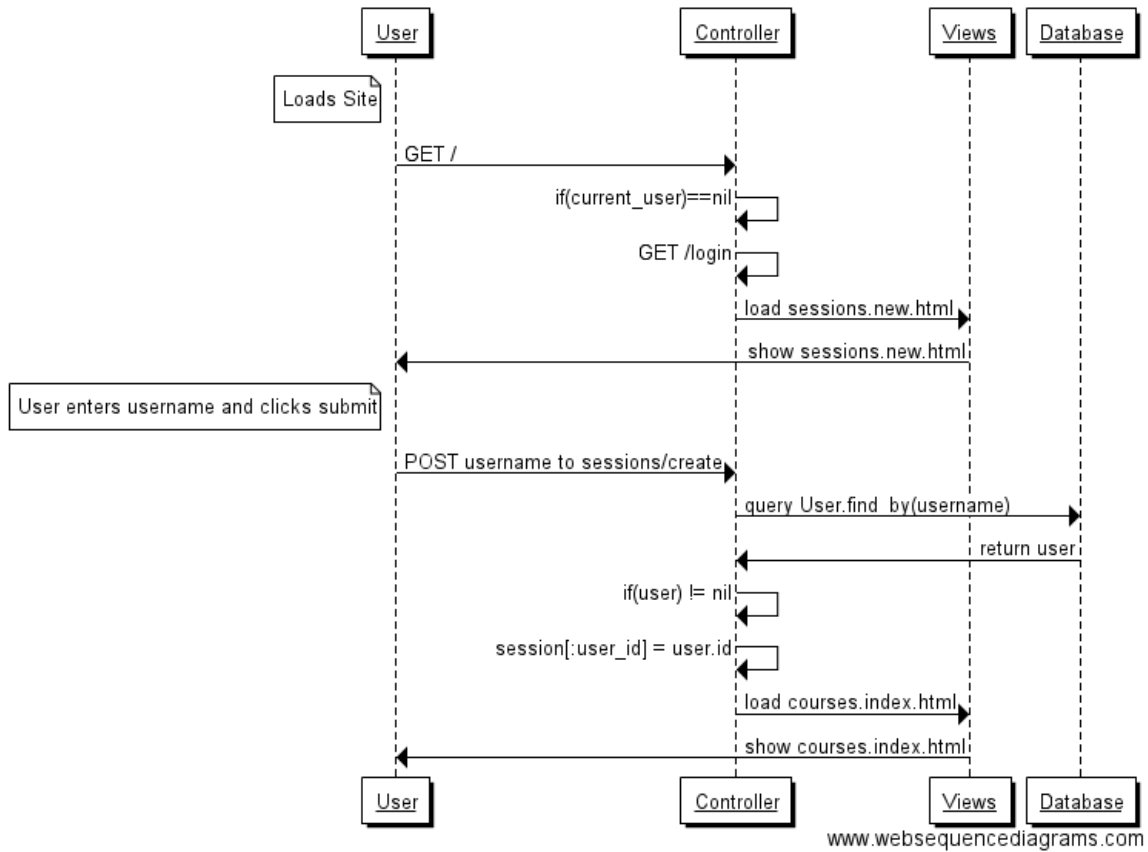 User
Controller
Views
Database
Loads Site
GET /
if(current_user)==nil
GET /login
load sessions.new.html
show sessions.new.html
User enters username and clicks submit
POST username to sessions/create
query User.find_by(username)
return user
if(user) != nil
session[:user_id] = user.id
load courses.index.html
show courses.index.html
User
Controller
Views
Database
www.websequencediagrams.com